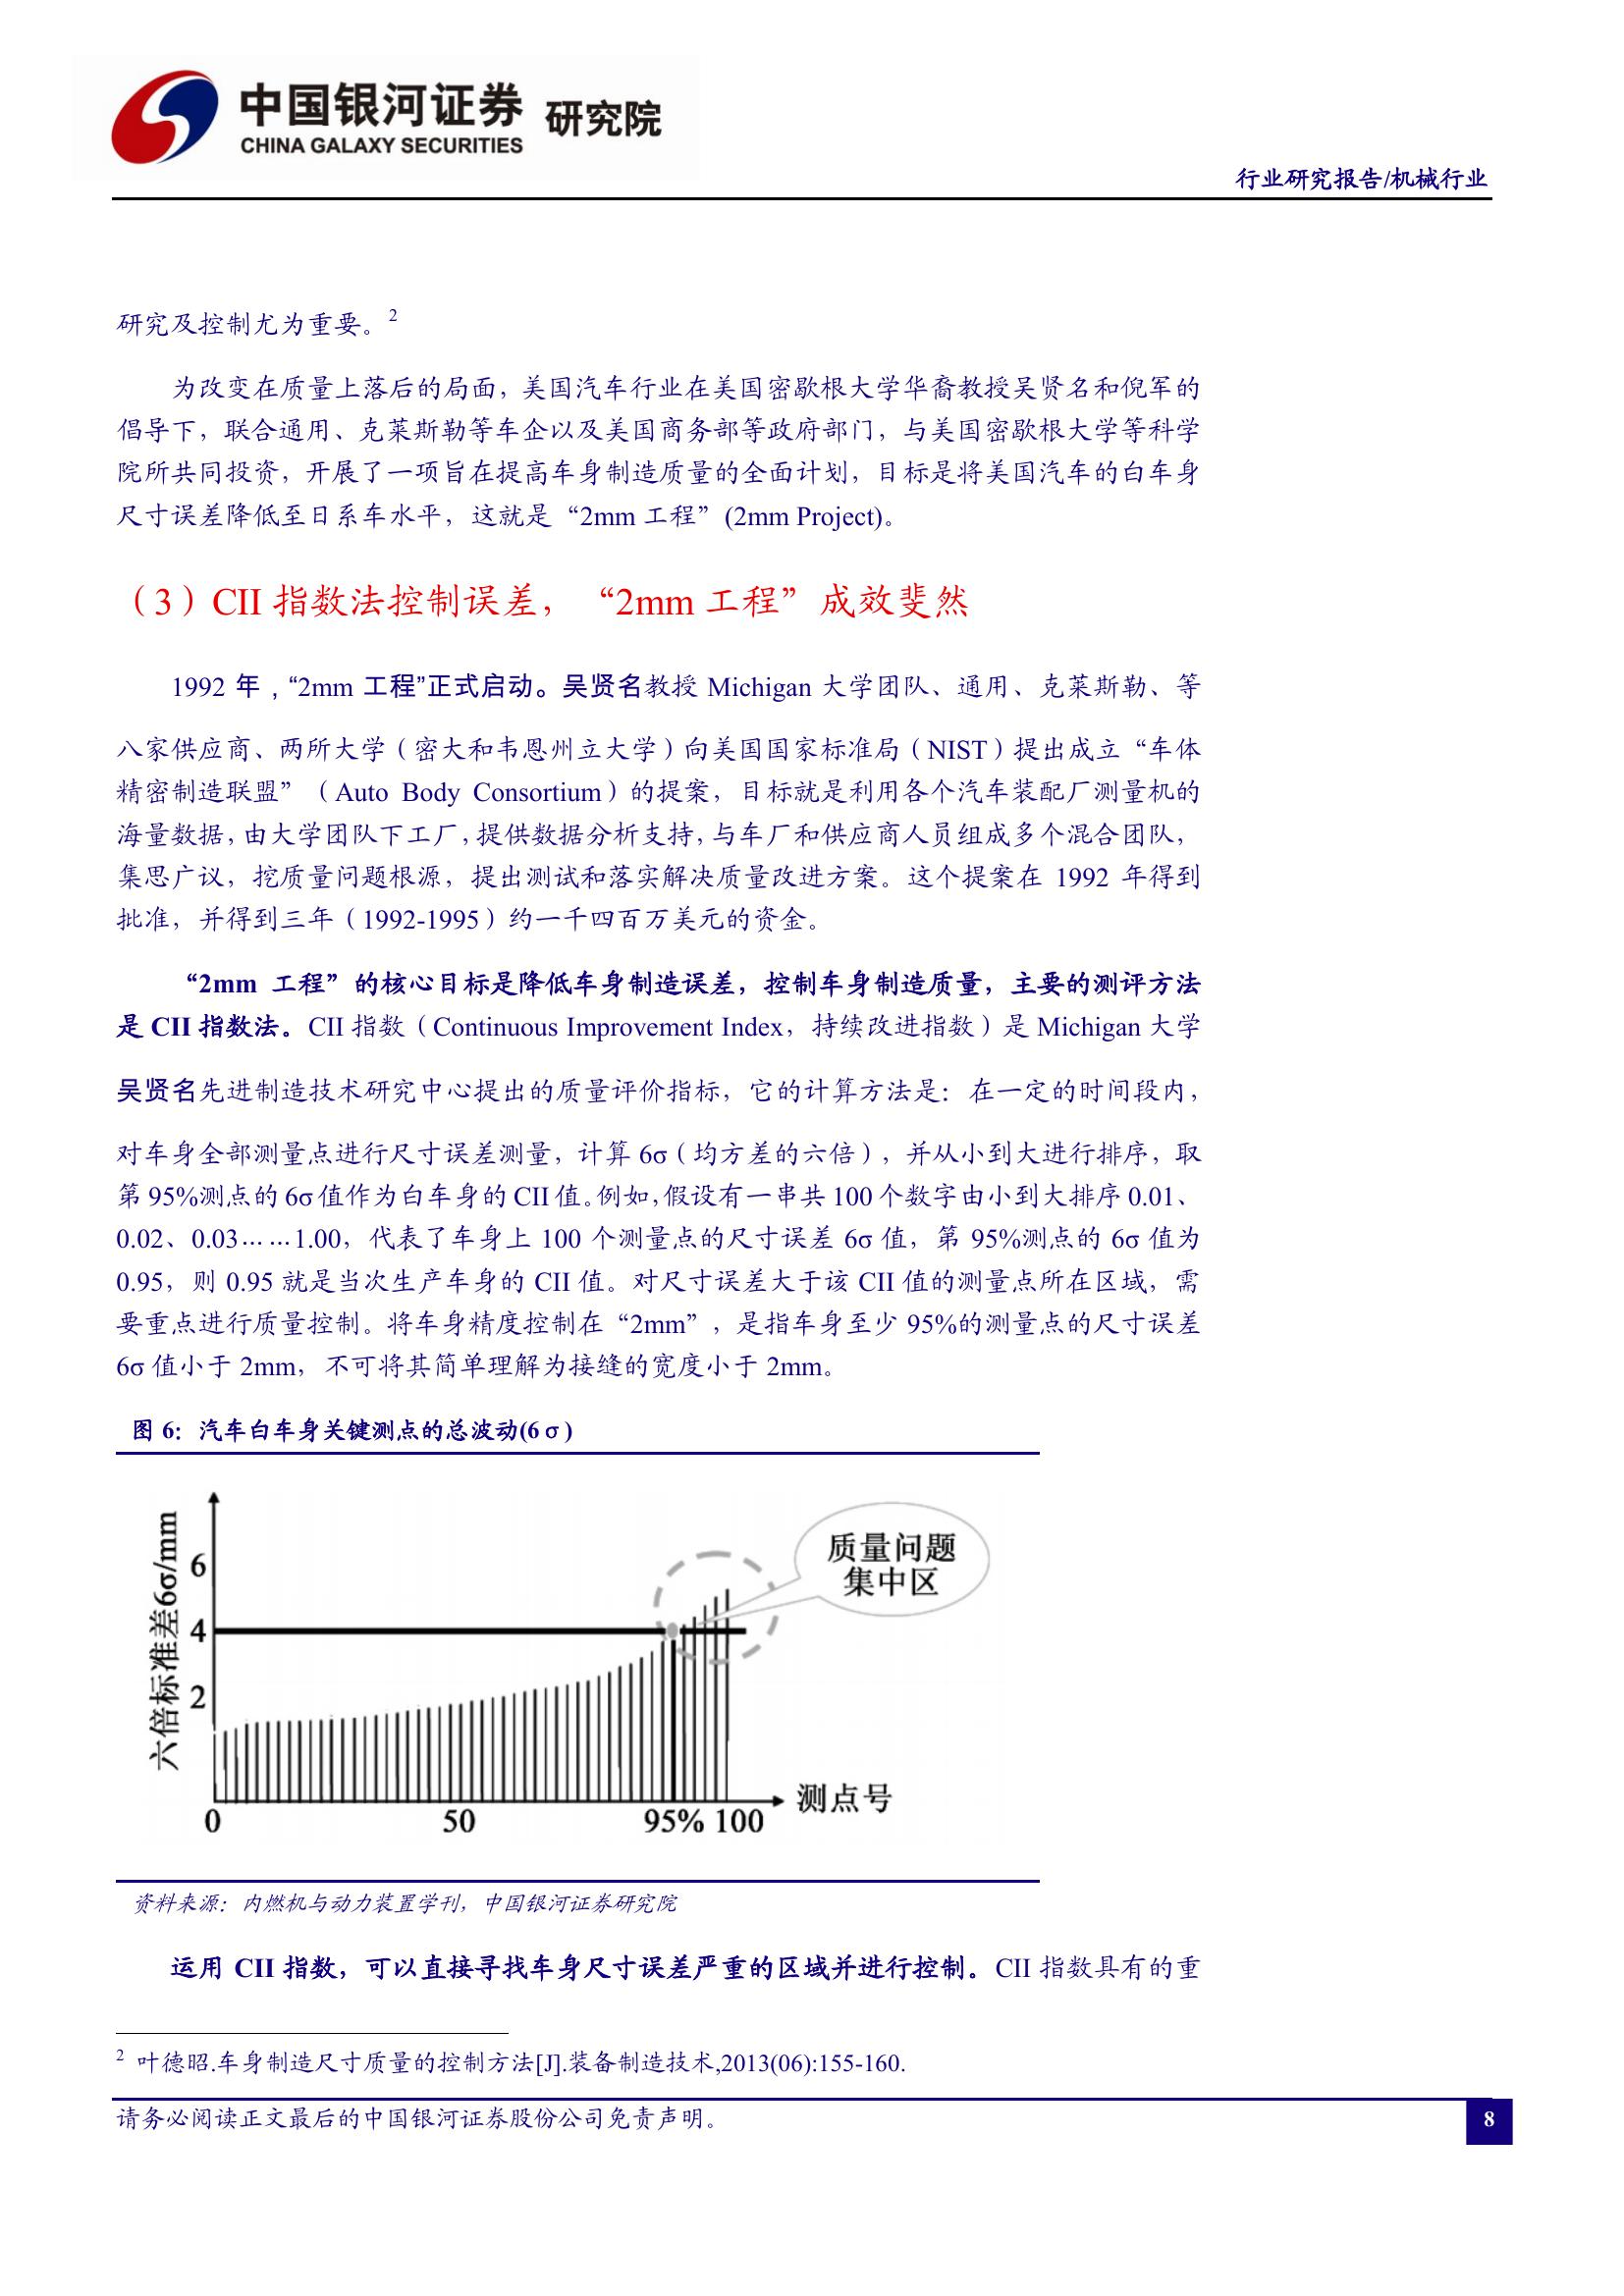 中国银河证券 研究院
CHINA GALAXY SECURITIES
行业研究报告/机械行业
研究及控制尤为重要。2
为改变在质量上落后的局面，美国汽车行业在美国密歇根大学华裔教授吴贤名和倪军的
倡导下，联合通用、克莱斯勒等车企以及美国商务部等政府部门，与美国密歇根大学等科学
院所共同投资，开展了一项旨在提高车身制造质量的全面计划，目标是将美国汽车的白车身
尺寸误差降低至日系车水平，这就是“2mm 工程”(2mm Project)。
（3）CII 指数法控制误差，“2mm 工程”成效斐然
1992 年，“2mm 工程”正式启动。吴贤名教授 Michigan 大学团队、通用、克莱斯勒、等
八家供应商、两所大学（密大和韦恩州立大学）向美国国家标准局（NIST）提出成立“车体
精密制造联盟”（Auto Body Consortium）的提案，目标就是利用各个汽车装配厂测量机的
海量数据，由大学团队下工厂，提供数据分析支持，与车厂和供应商人员组成多个混合团队，
集思广议，挖质量问题根源，提出测试和落实解决质量改进方案。这个提案在 1992 年得到
批准，并得到三年（1992-1995）约一千四百万美元的资金。
“2mm 工程”的核心目标是降低车身制造误差，控制车身制造质量，主要的测评方法
是 CII 指数法。CII 指数（Continuous Improvement Index，持续改进指数）是 Michigan 大学
吴贤名先进制造技术研究中心提出的质量评价指标，它的计算方法是：在一定的时间段内，
对车身全部测量点进行尺寸误差测量，计算 6σ（均方差的六倍），并从小到大进行排序，取
第 95%测点的 6σ值作为白车身的 CII 值。例如，假设有一串共 100 个数字由小到大排序 0.01、
0.02、0.03……1.00，代表了车身上 100 个测量点的尺寸误差 6σ 值，第 95%测点的 6σ 值为
0.95，则 0.95 就是当次生产车身的 CII 值。对尺寸误差大于该 CII 值的测量点所在区域，需
要重点进行质量控制。将车身精度控制在“2mm”，是指车身至少 95%的测量点的尺寸误差
6σ 值小于 2mm，不可将其简单理解为接缝的宽度小于 2mm。
图 6：汽车白车身关键测点的总波动(6σ)
六倍标准差6σ/mm
6
4
2
质量问题
集中区
0 50 95% 100
测点号
资料来源：内燃机与动力装置学刊，中国银河证券研究院
运用 CII 指数，可以直接寻找车身尺寸误差严重的区域并进行控制。CII 指数具有的重
2 叶德昭.车身制造尺寸质量的控制方法[J].装备制造技术,2013(06):155-160.
请务必阅读正文最后的中国银河证券股份公司免责声明。
8